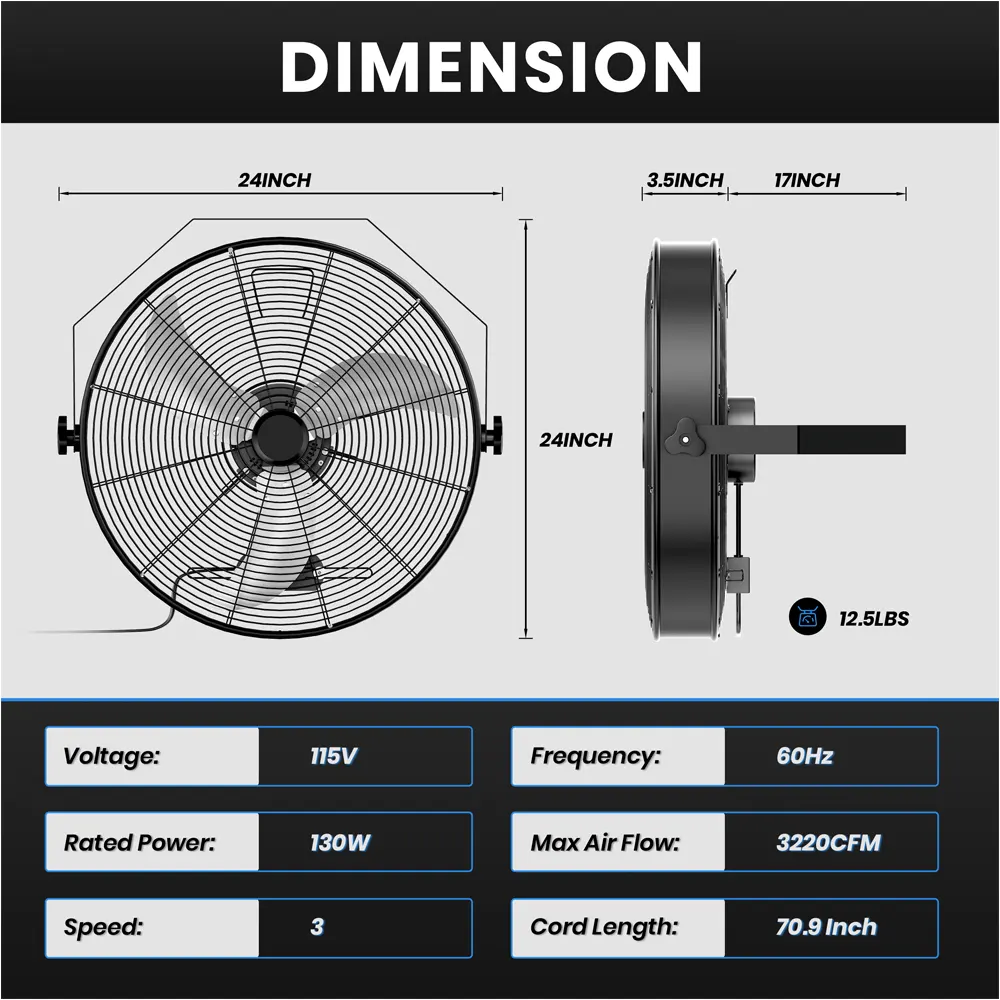 DIMENSION
24INCH
3.5INCH
17INCH
24INCH
12.5LBS
Voltage: 115V
Frequency: 60Hz
Rated Power: 130W
Max Air Flow: 3220CFM
Speed: 3
Cord Length: 70.9 Inch